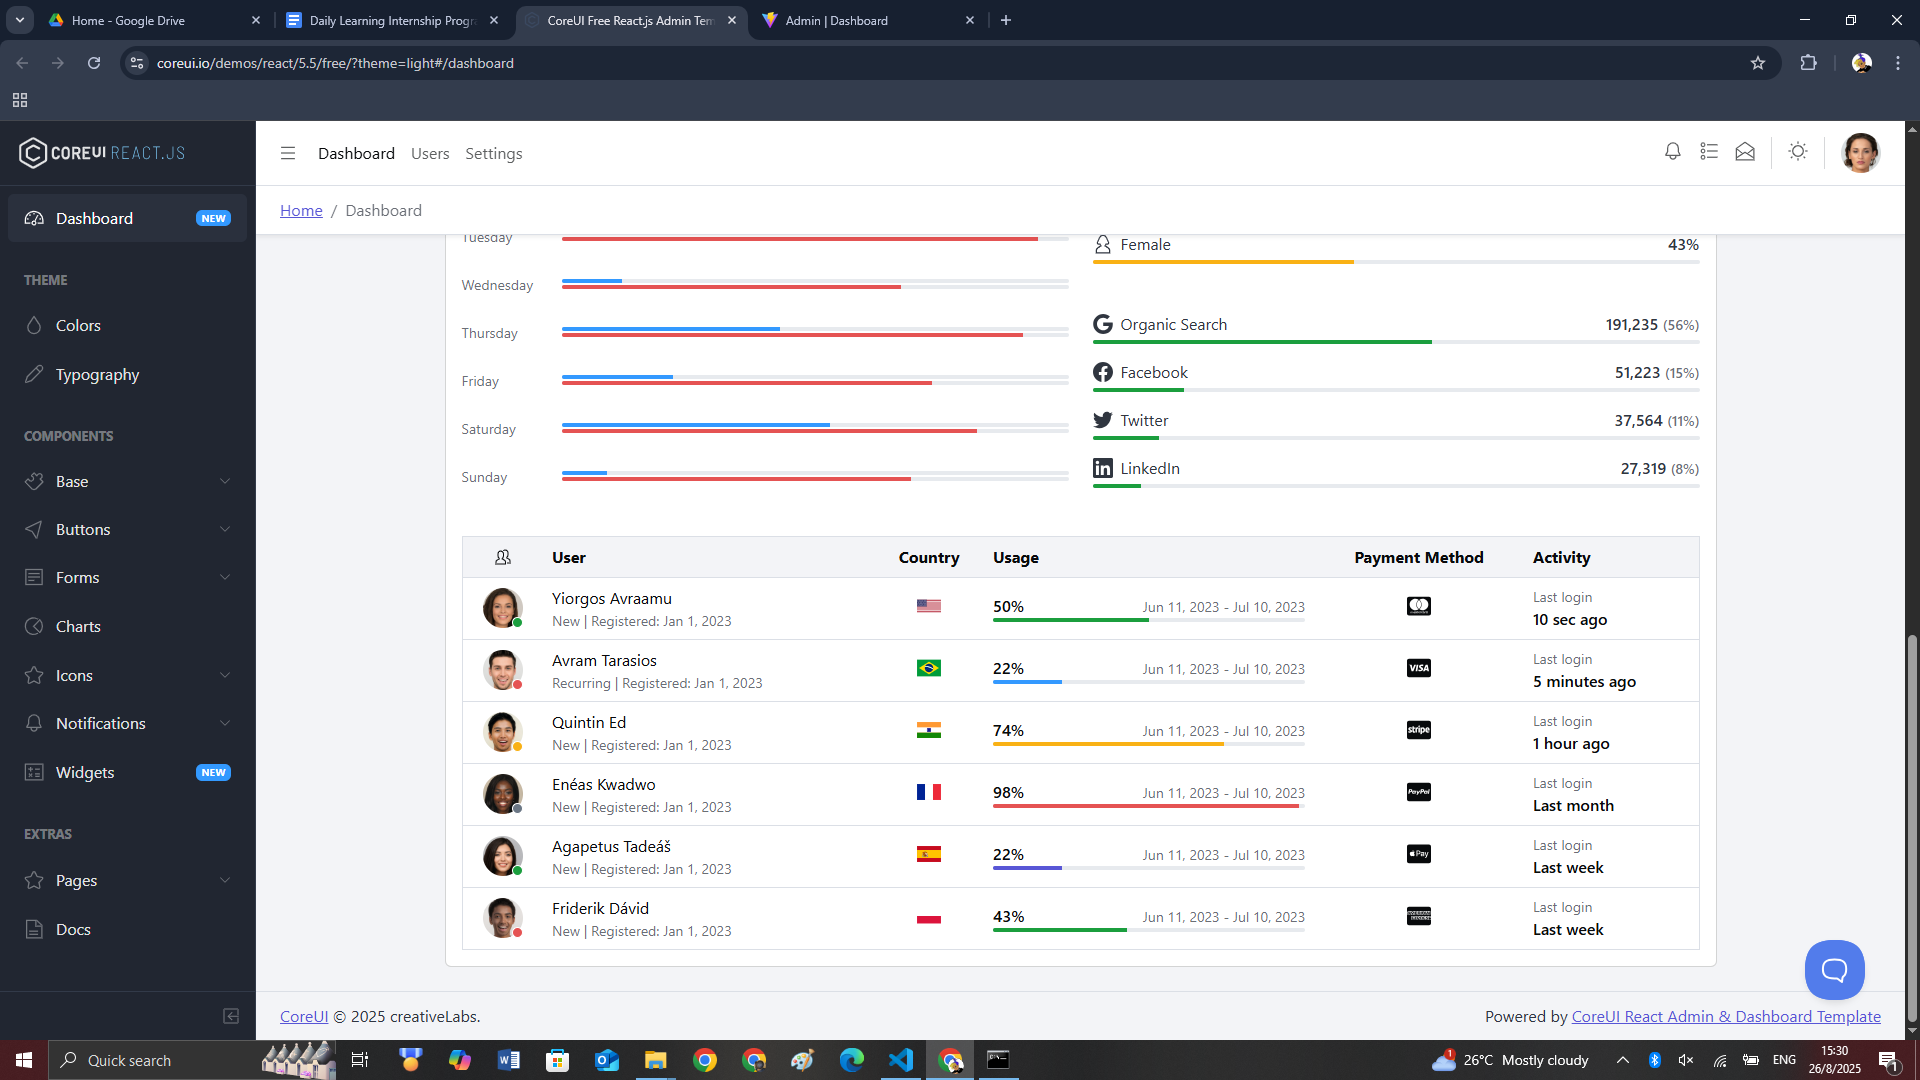 Home - Google Drive
Daily Learning Internship Progra
CoreUI Free React.js Admin Tem
Admin | Dashboard
coreui.io/demos/react/5.5/free/?theme=light#/dashboard
COREUI REACT.JS
Dashboard Users Settings
Home / Dashboard
Dashboard NEW
THEME
Colors
Typography
COMPONENTS
Base
Buttons
Forms
Charts
Icons
Notifications
Widgets NEW
EXTRAS
Pages
Docs
Tuesday
Wednesday
Thursday
Friday
Saturday
Sunday
Female 43%
Organic Search 191,235 (56%)
Facebook 51,223 (15%)
Twitter 37,564 (11%)
LinkedIn 27,319 (8%)
User Country Usage Payment Method Activity
Yiorgos Avraamu
New | Registered: Jan 1, 2023
50% Jun 11, 2023 - Jul 10, 2023
Last login
10 sec ago
Avram Tarasios
Recurring | Registered: Jan 1, 2023
22% Jun 11, 2023 - Jul 10, 2023
VISA
Last login
5 minutes ago
Quintin Ed
New | Registered: Jan 1, 2023
74% Jun 11, 2023 - Jul 10, 2023
stripe
Last login
1 hour ago
Enéas Kwadwo
New | Registered: Jan 1, 2023
98% Jun 11, 2023 - Jul 10, 2023
PayPal
Last login
Last month
Agapetus Tadeáš
New | Registered: Jan 1, 2023
22% Jun 11, 2023 - Jul 10, 2023
Pay
Last login
Last week
Friderik Dávid
New | Registered: Jan 1, 2023
43% Jun 11, 2023 - Jul 10, 2023
Last login
Last week
CoreUI © 2025 creativeLabs.
Powered by CoreUI React Admin & Dashboard Template
Quick search
1
26°C Mostly cloudy
ENG
15:30
26/8/2025
1